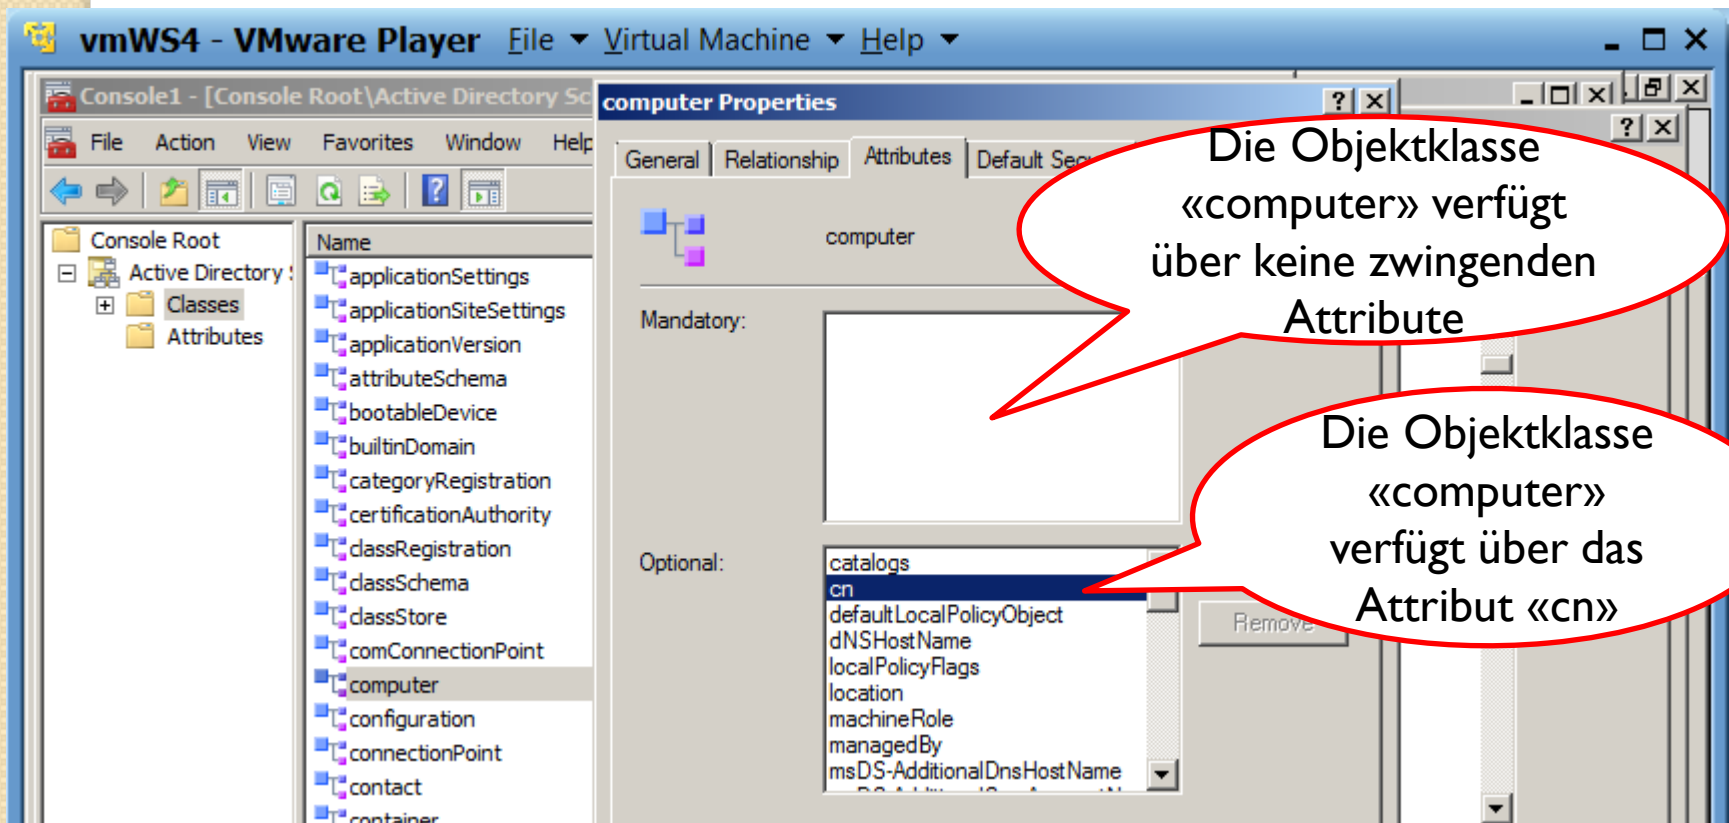 vmWS4 - VMware Player File Virtual Machine Help
Console1 - [Console Root\Active Directory Sc
File Action View Favorites Window Help
Console Root
Active Directory
Classes
Attributes
Name
applicationSettings
applicationSiteSettings
applicationVersion
attributeSchema
bootableDevice
builtinDomain
categoryRegistration
certificationAuthority
classRegistration
classSchema
classStore
comConnectionPoint
computer
configuration
connectionPoint
contact
container
computer Properties
General Relationship Attributes Default Secu
computer
Mandatory:
Optional:
catalogs
cn
defaultLocalPolicyObject
dNSHostName
localPolicyFlags
location
machineRole
managedBy
msDS-AdditionalDnsHostName
Remove
Die Objektklasse
«computer» verfügt
über keine zwingenden
Attribute
Die Objektklasse
«computer»
verfügt über das
Attribut «cn»